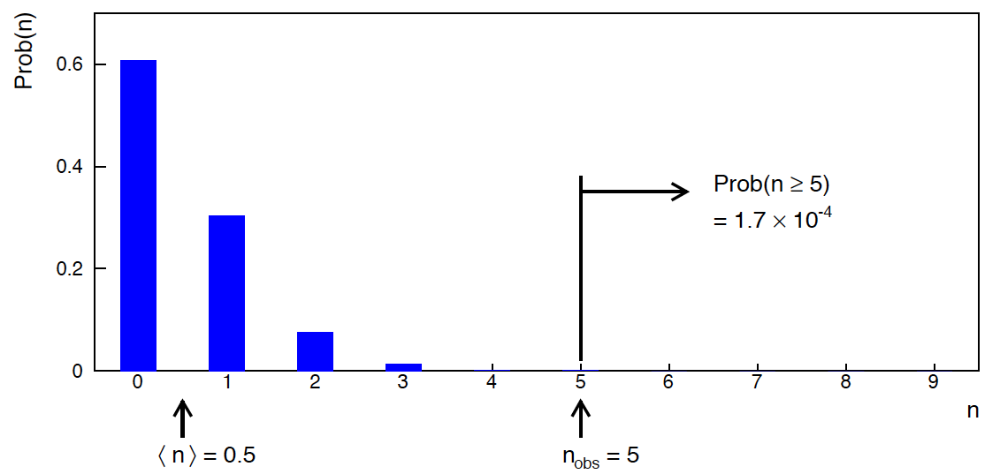 Prob(n)
0.6
0.4
0.2
0
Prob(n ≥ 5)
= 1.7 × 10⁻⁴
0 1 2 3 4 5 6 7 8 9
n
⟨ n ⟩ = 0.5
n_obs = 5